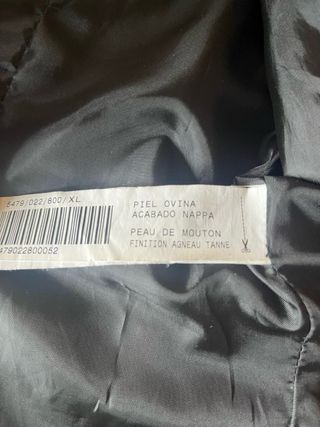 5479/022/800/XL
PIEL OVINA
ACABADO NAPPA
PEAU DE MOUTON
FINITION AGNEAU TANNE
479022800052